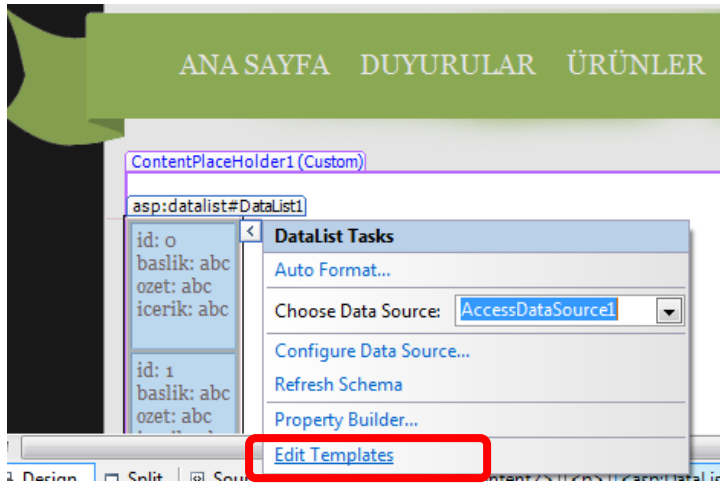 ANA SAYFA DUYURULAR ÜRÜNLER
ContentPlaceHolder1 (Custom)
asp:datalist#DataList1
id: 0
baslik: abc
ozet: abc
icerik: abc
id: 1
baslik: abc
ozet: abc
DataList Tasks
Auto Format...
Choose Data Source: AccessDataSource1
Configure Data Source...
Refresh Schema
Property Builder...
Edit Templates
Design Split